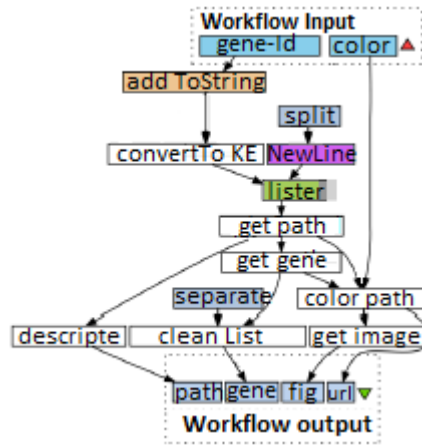 Workflow Input
gene-Id color
add ToString
split
convertTo KE NewLine
lister
get path
get gene
separate color path
descripte clean List get image
path gene fig url
Workflow output